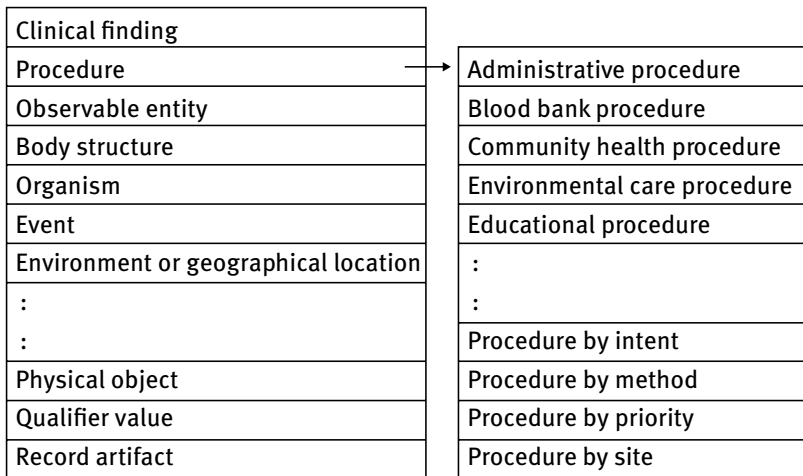 Clinical finding
Procedure
Observable entity
Body structure
Organism
Event
Environment or geographical location
:
:
Physical object
Qualifier value
Record artifact
Administrative procedure
Blood bank procedure
Community health procedure
Environmental care procedure
Educational procedure
:
:
Procedure by intent
Procedure by method
Procedure by priority
Procedure by site